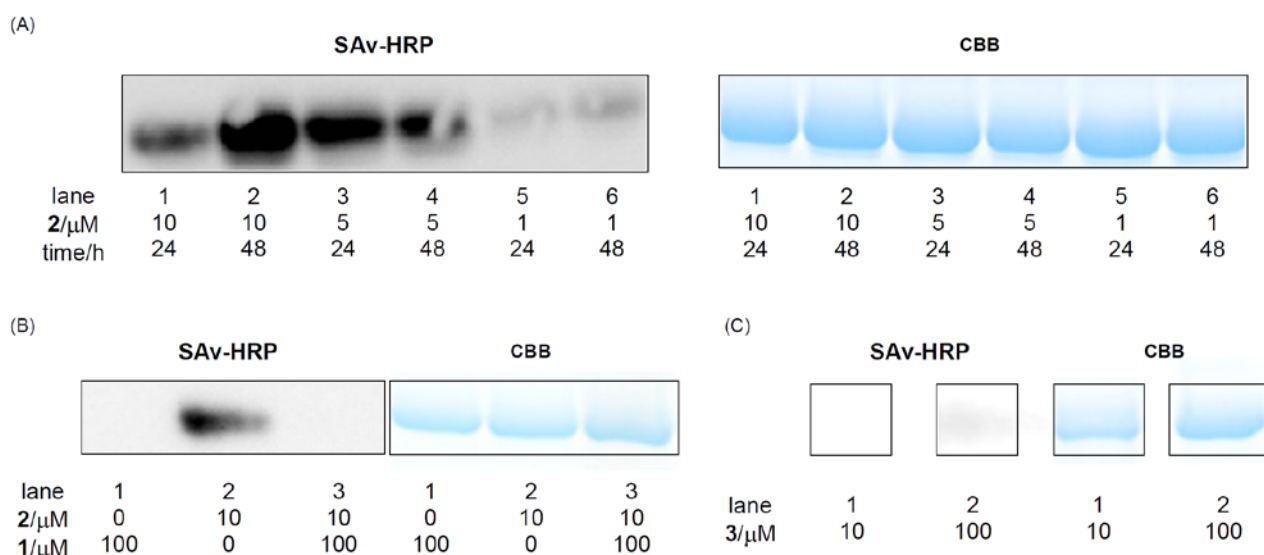 (A)
SAv-HRP CBB
lane 1 2 3 4 5 6 1 2 3 4 5 6
2/μM 10 10 5 5 1 1 10 10 5 5 1 1
time/h 24 48 24 48 24 48 24 48 24 48 24 48
(B) (C)
SAv-HRP CBB SAv-HRP CBB
lane 1 2 3 1 2 3 lane 1 2 1 2
2/μM 0 10 10 0 10 10 3/μM 10 100 10 100
1/μM 100 0 100 100 0 100